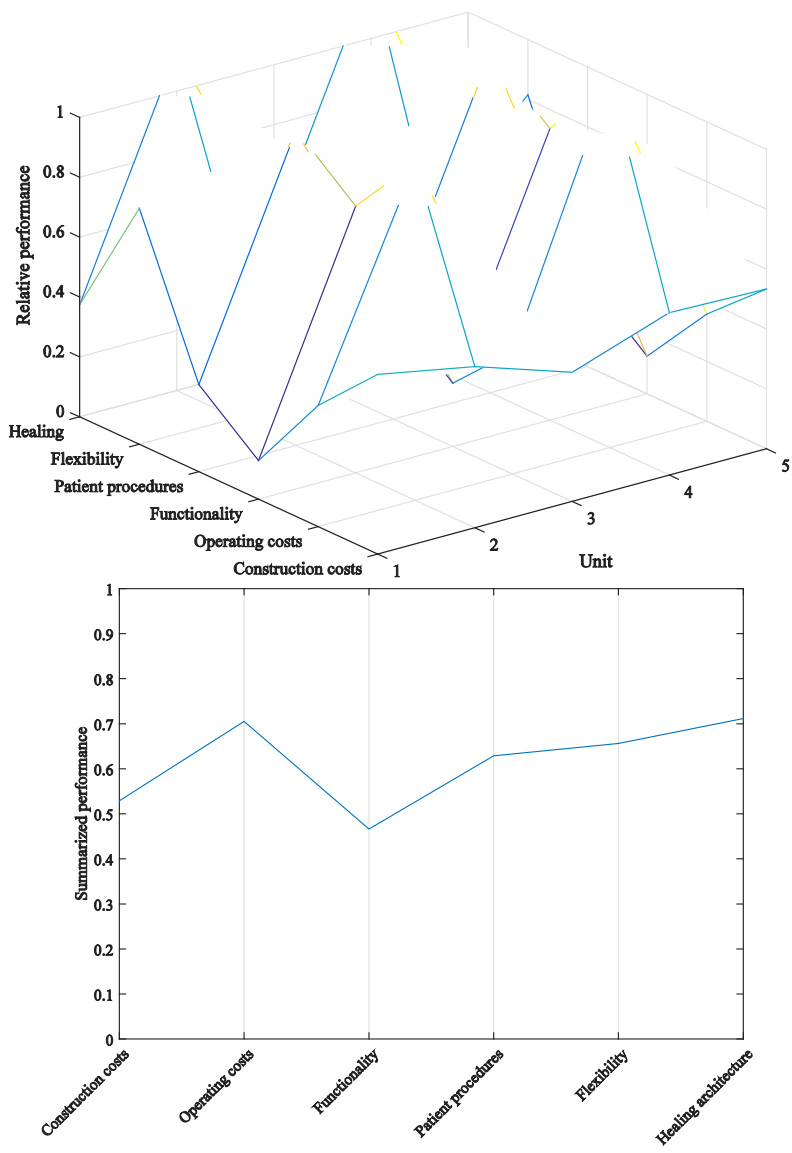 1
0.8
0.6
0.4
0.2
0
Relative performance
Healing
Flexibility
Patient procedures
Functionality
Operating costs
Construction costs
1
2
3
4
5
Unit
1
0.9
0.8
0.7
0.6
0.5
0.4
0.3
0.2
0.1
0
Summarized performance
Construction costs
Operating costs
Functionality
Patient procedures
Flexibility
Healing architecture